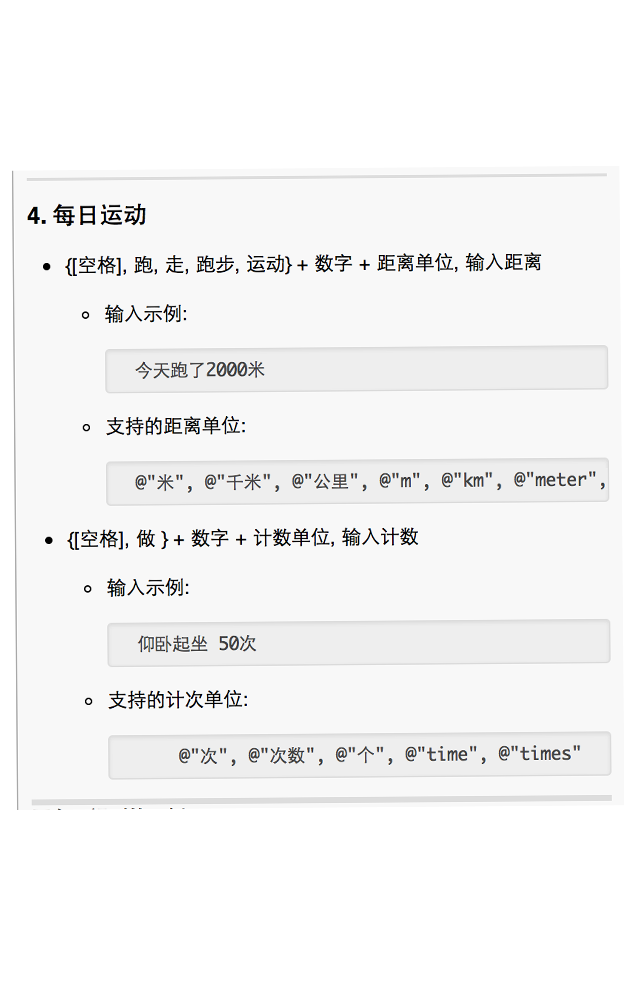 4. 每日运动
{[空格], 跑, 走, 跑步, 运动} + 数字 + 距离单位, 输入距离
输入示例:
今天跑了2000米
支持的距离单位:
@"米", @"千米", @"公里", @"m", @"km", @"meter",
{[空格], 做 } + 数字 + 计数单位, 输入计数
输入示例:
仰卧起坐 50次
支持的计次单位:
@"次", @"次数", @"个", @"time", @"times"